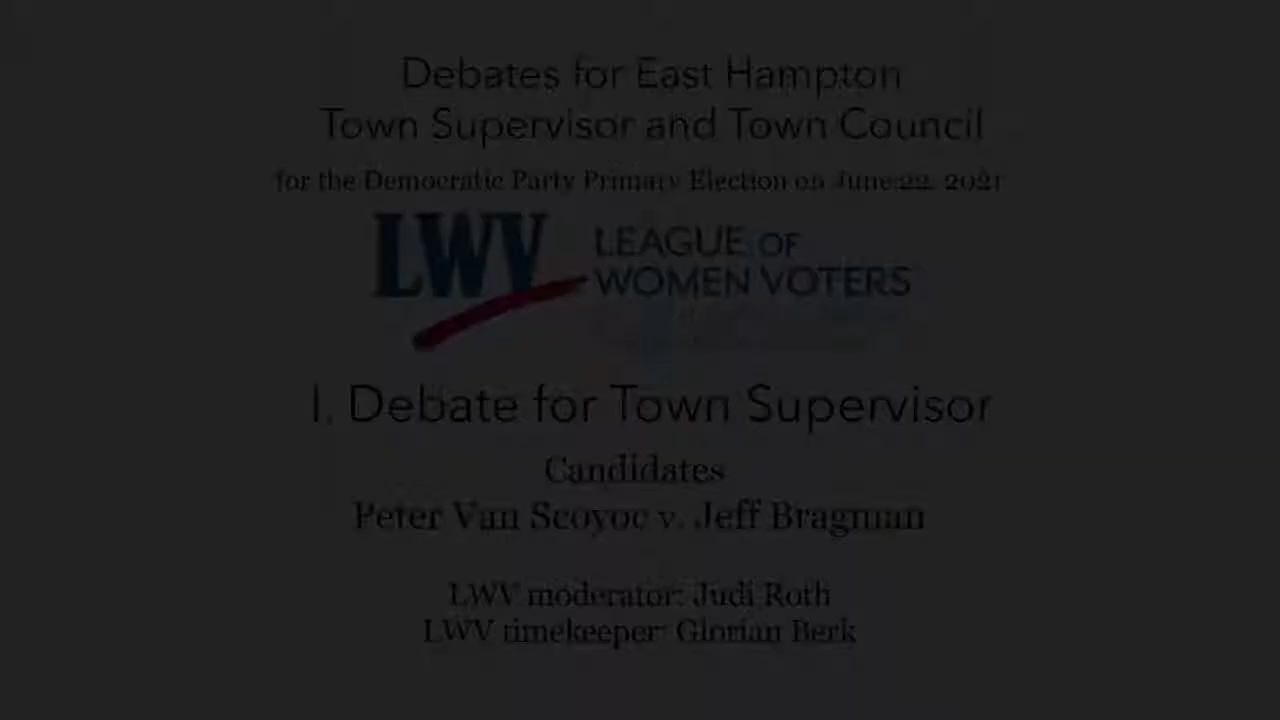 Debates for East Hampton
Town Supervisor and Town Council
for the Democratic Party Primary Election on June 22, 2021
LWV LEAGUE OF
WOMEN VOTERS
I. Debate for Town Supervisor
Candidates
Peter Van Scoyoc v. Jeff Bragman
LWV moderator: Judi Roth
LWV timekeeper: Glorian Berk